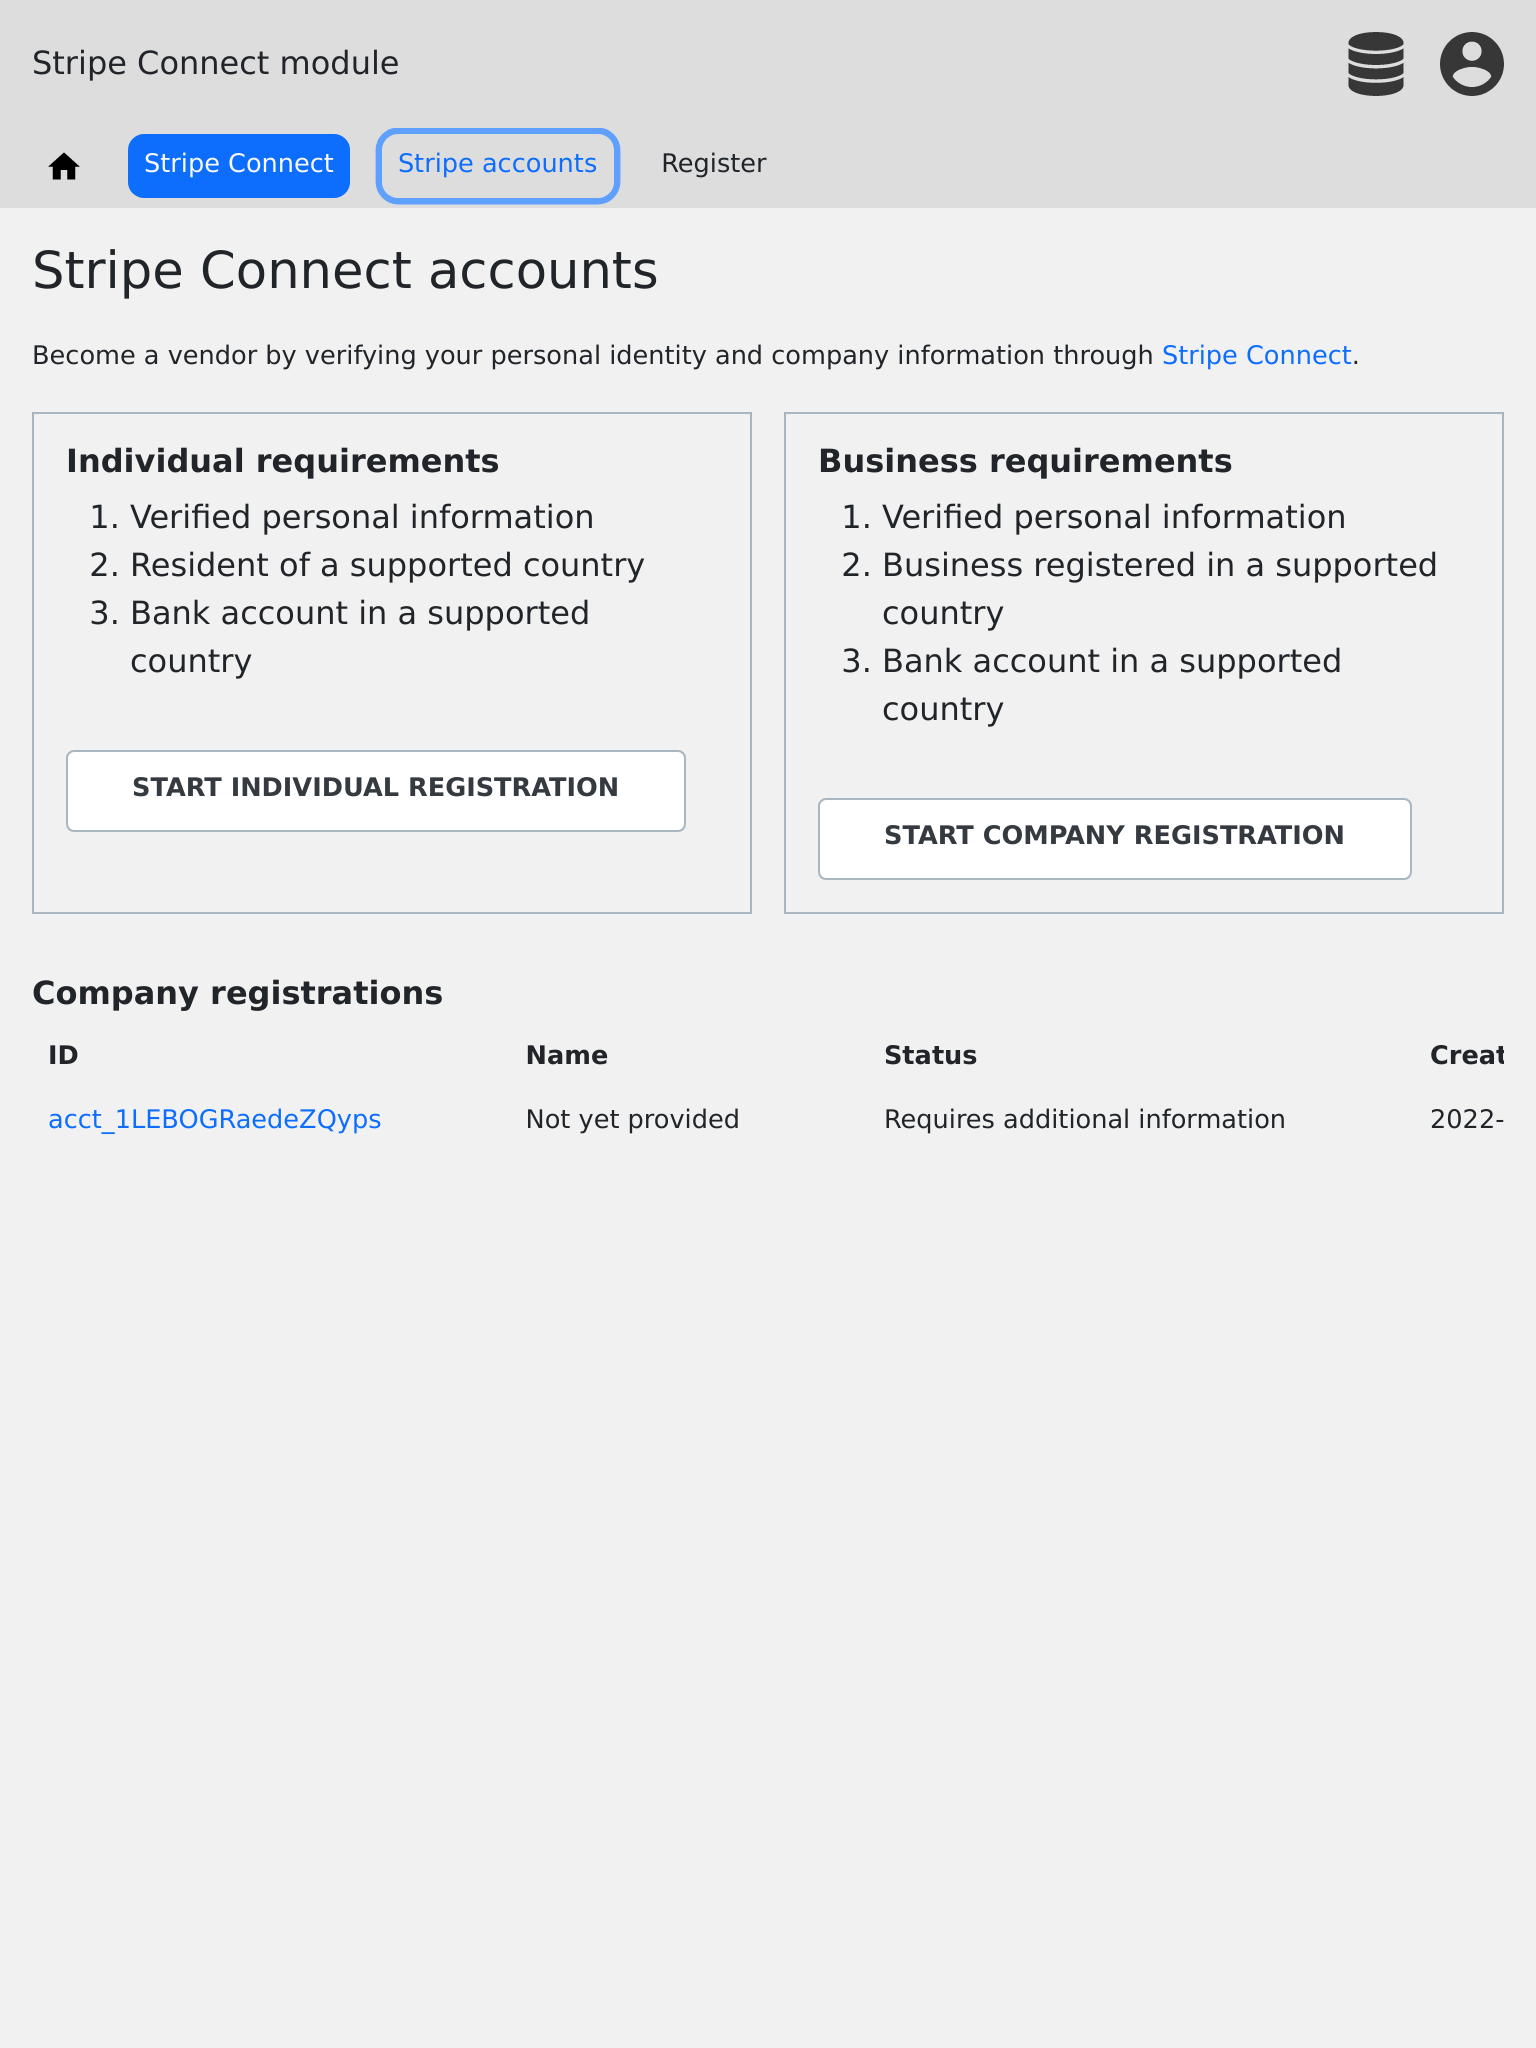 Stripe Connect module
Stripe Connect
Stripe accounts
Register
Stripe Connect accounts
Become a vendor by verifying your personal identity and company information through Stripe Connect.
Individual requirements
1. Verified personal information
2. Resident of a supported country
3. Bank account in a supported
country
START INDIVIDUAL REGISTRATION
Business requirements
1. Verified personal information
2. Business registered in a supported
country
3. Bank account in a supported
country
START COMPANY REGISTRATION
Company registrations
ID Name Status Creat
acct_1LEBOGRaedeZQyps Not yet provided Requires additional information 2022-